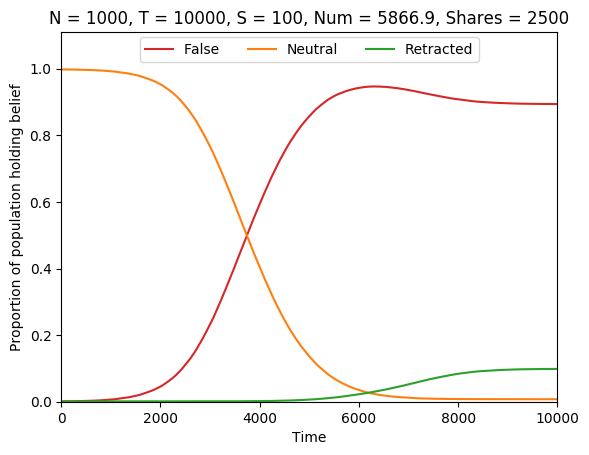 N = 1000, T = 10000, S = 100, Num = 5866.9, Shares = 2500
False Neutral Retracted
1.0
0.8
0.6
0.4
0.2
0.0
Proportion of population holding belief
0 2000 4000 6000 8000 10000
Time